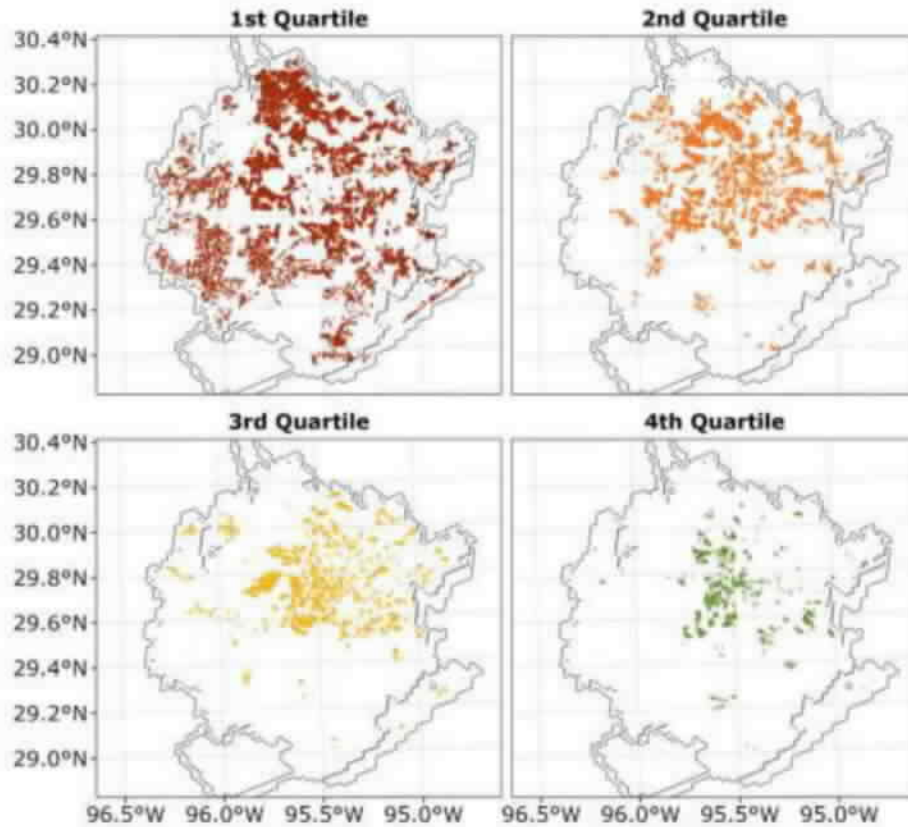 1st Quartile 2nd Quartile
30.4°N
30.2°N
30.0°N
29.8°N
29.6°N
29.4°N
29.2°N
29.0°N
3rd Quartile 4th Quartile
30.4°N
30.2°N
30.0°N
29.8°N
29.6°N
29.4°N
29.2°N
29.0°N
96.5°W 96.0°W 95.5°W 95.0°W 96.5°W 96.0°W 95.5°W 95.0°W